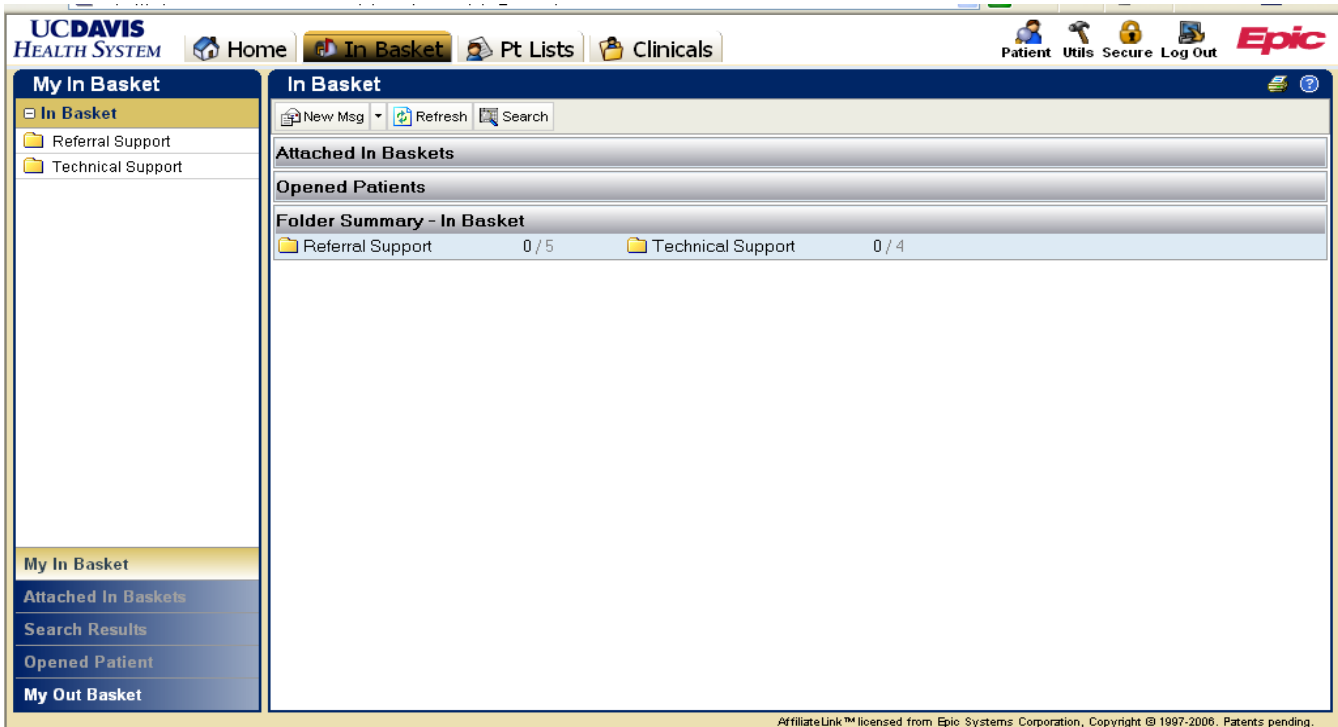 UCDAVIS
HEALTH SYSTEM
Home In Basket Pt Lists Clinicals
Patient Utils Secure Log Out
Epic
My In Basket
In Basket
Referral Support
Technical Support
In Basket
New Msg Refresh Search
Attached In Baskets
Opened Patients
Folder Summary - In Basket
Referral Support 0 / 5 Technical Support 0 / 4
My In Basket
Attached In Baskets
Search Results
Opened Patient
My Out Basket
AffiliateLink™ licensed from Epic Systems Corporation, Copyright © 1997-2006. Patents pending.